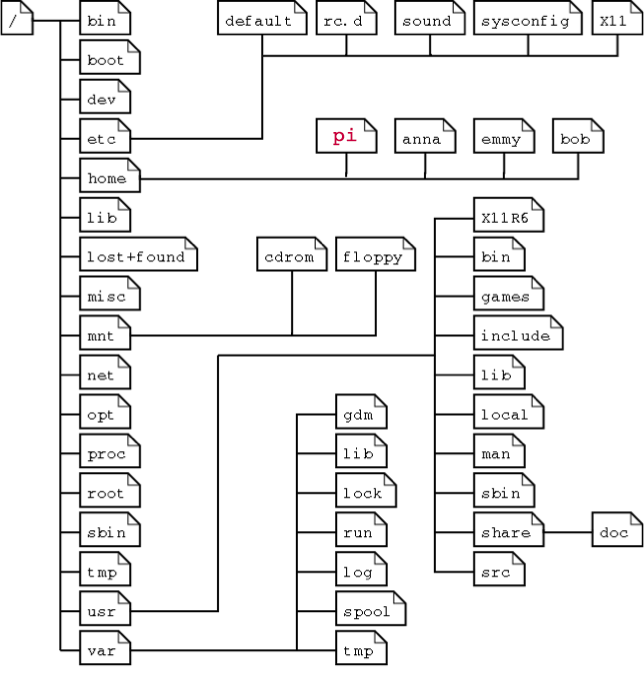 / bin default rc.d sound sysconfig X11
boot
dev
etc pi anna emmy bob
home
lib X11R6
lost+found cdrom floppy bin
misc games
mnt include
net lib
opt gdm local
proc lib man
root lock sbin
sbin run share doc
tmp log src
usr spool
var tmp